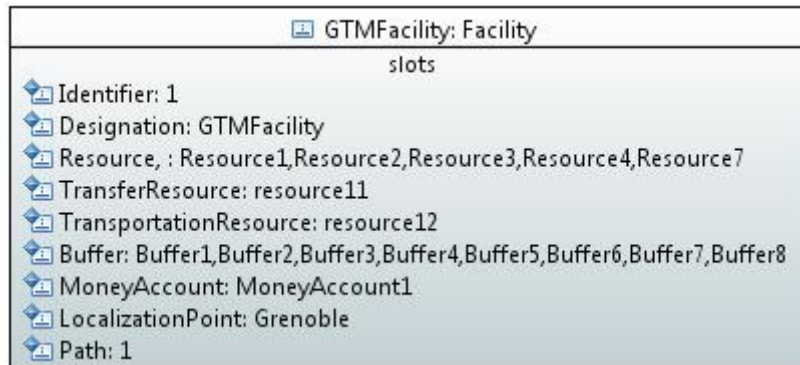 GTMFacility: Facility
slots
Identifier: 1
Designation: GTMFacility
Resource, : Resource1,Resource2,Resource3,Resource4,Resource7
TransferResource: resource11
TransportationResource: resource12
Buffer: Buffer1,Buffer2,Buffer3,Buffer4,Buffer5,Buffer6,Buffer7,Buffer8
MoneyAccount: MoneyAccount1
LocalizationPoint: Grenoble
Path: 1